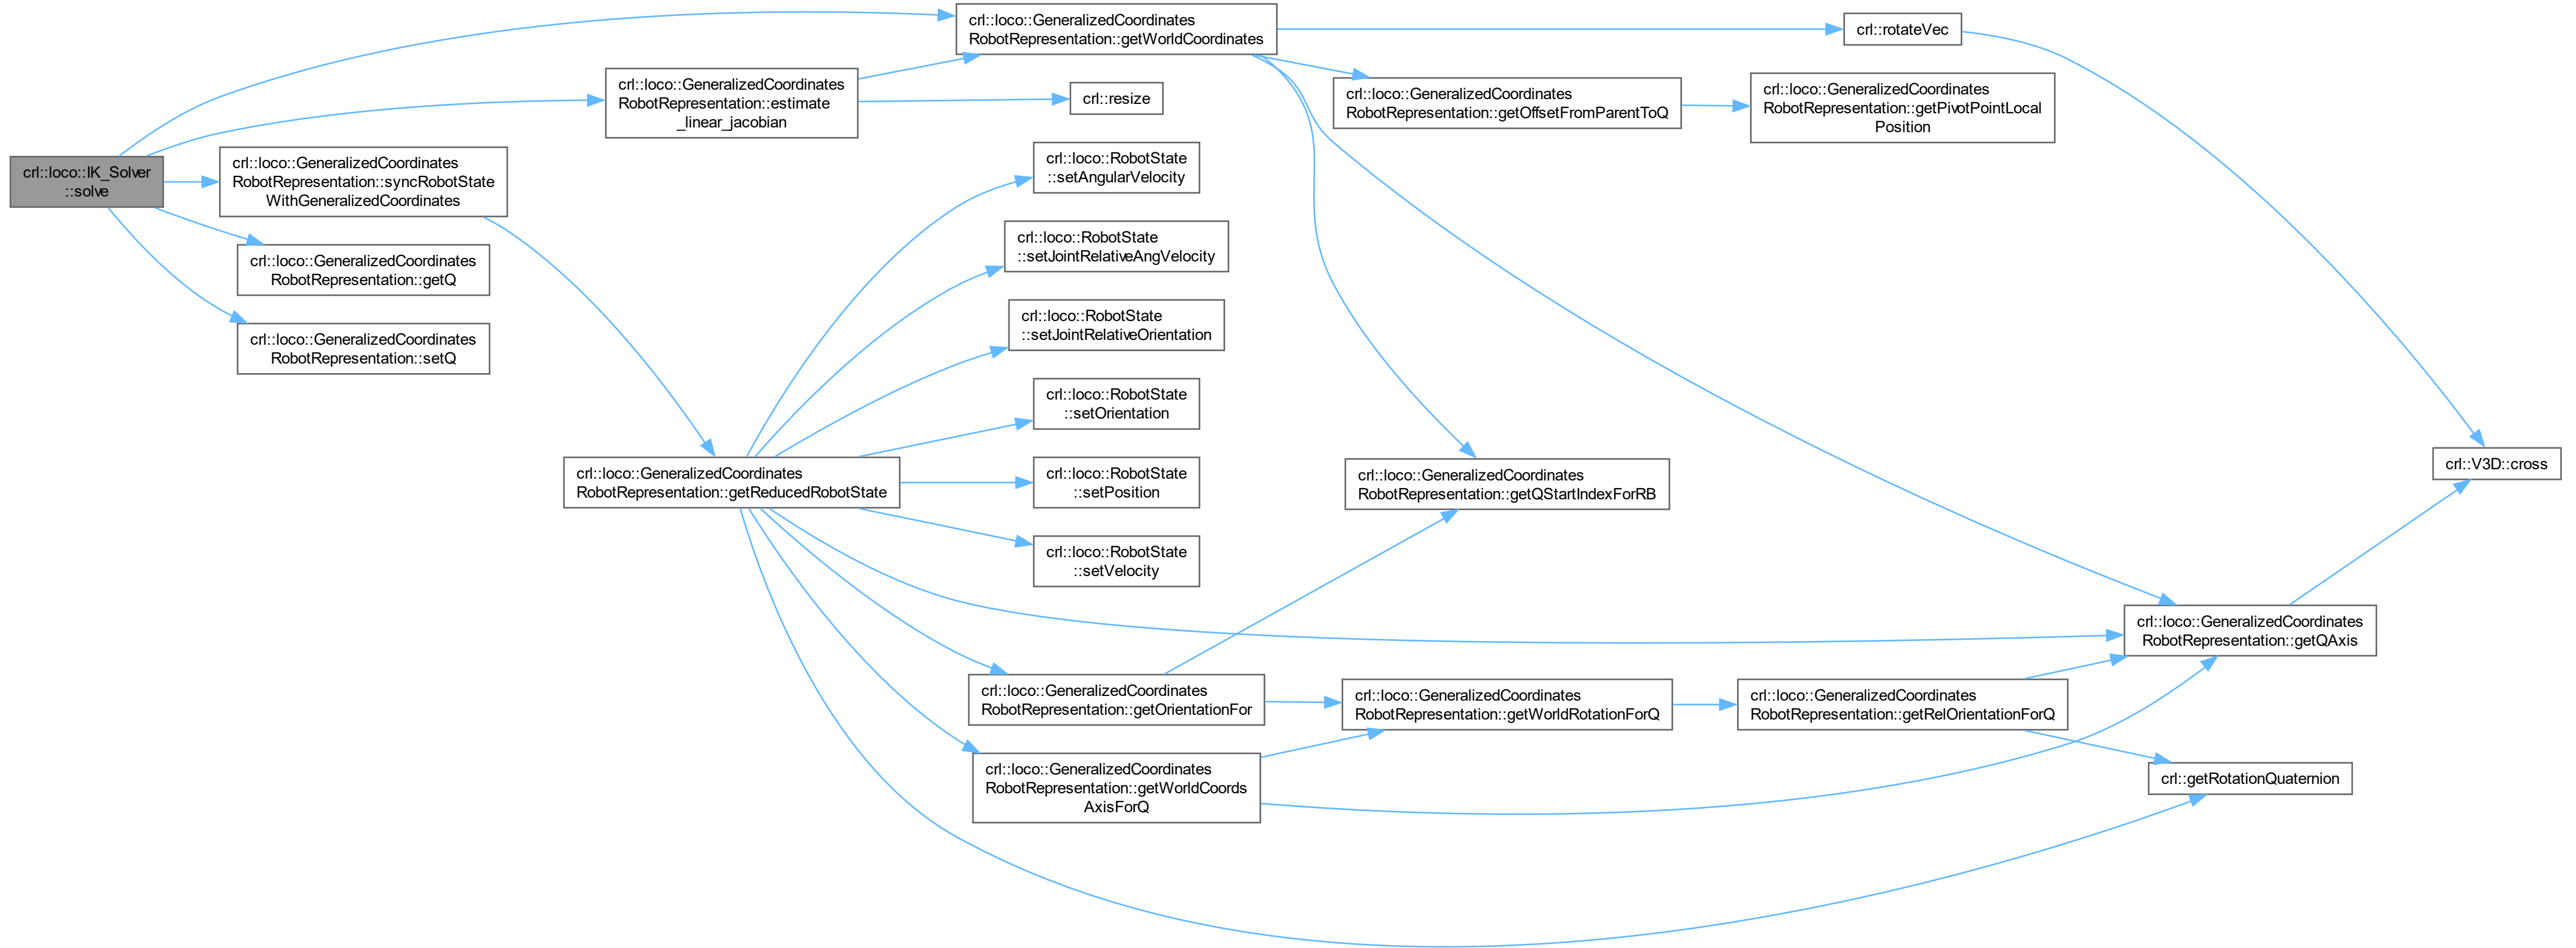 crl::loco::IK_Solver
::solve
crl::loco::GeneralizedCoordinates
RobotRepresentation::getWorldCoordinates
crl::loco::GeneralizedCoordinates
RobotRepresentation::estimate
_linear_jacobian
crl::loco::GeneralizedCoordinates
RobotRepresentation::syncRobotState
WithGeneralizedCoordinates
crl::loco::GeneralizedCoordinates
RobotRepresentation::getQ
crl::loco::GeneralizedCoordinates
RobotRepresentation::setQ
crl::rotateVec
crl::resize
crl::loco::GeneralizedCoordinates
RobotRepresentation::getOffsetFromParentToQ
crl::loco::GeneralizedCoordinates
RobotRepresentation::getPivotPointLocal
Position
crl::loco::RobotState
::setAngularVelocity
crl::loco::RobotState
::setJointRelativeAngVelocity
crl::loco::RobotState
::setJointRelativeOrientation
crl::loco::RobotState
::setOrientation
crl::loco::GeneralizedCoordinates
RobotRepresentation::getReducedRobotState
crl::loco::RobotState
::setPosition
crl::loco::RobotState
::setVelocity
crl::loco::GeneralizedCoordinates
RobotRepresentation::getQStartIndexForRB
crl::V3D::cross
crl::loco::GeneralizedCoordinates
RobotRepresentation::getQAxis
crl::loco::GeneralizedCoordinates
RobotRepresentation::getOrientationFor
crl::loco::GeneralizedCoordinates
RobotRepresentation::getWorldRotationForQ
crl::loco::GeneralizedCoordinates
RobotRepresentation::getRelOrientationForQ
crl::loco::GeneralizedCoordinates
RobotRepresentation::getWorldCoords
AxisForQ
crl::getRotationQuaternion